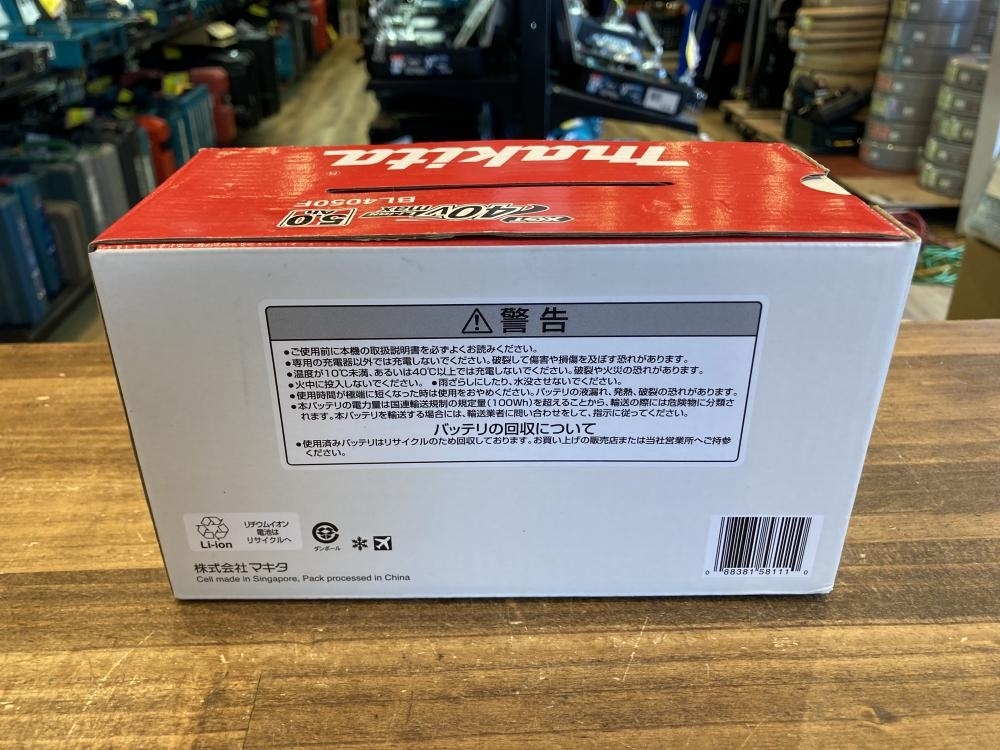 makita
BL4050F
XGT 40Vmax 5.0Ah
警告
●ご使用前に本機の取扱説明書を必ずよくお読みください。
●専用の充電器以外では充電しないでください。破裂して傷害や損傷を及ぼす恐れがあります。
●温度が10℃未満、あるいは40℃以上では充電しないでください。破裂や火災の恐れがあります。
●火中に投入しないでください。 ●雨ざらしにしたり、水没させないでください。
●使用時間が極端に短くなった時は使用をおやめください。バッテリの液漏れ、発熱、破裂の恐れがあります。
●本バッテリの電力量は国連輸送規制の規定量(100Wh)を超えることから、輸送の際には危険物に分類さ
れます。本バッテリを輸送する場合には、輸送業者に問い合わせをして、指示に従ってください。
バッテリの回収について
●使用済みバッテリはリサイクルのため回収しております。お買い上げの販売店または当社営業所へご持参
ください。
Li-ion
リチウムイオン
電池は
リサイクルへ
ダンボール
株式会社マキタ
Cell made in Singapore, Pack processed in China
0 88381 58111 0